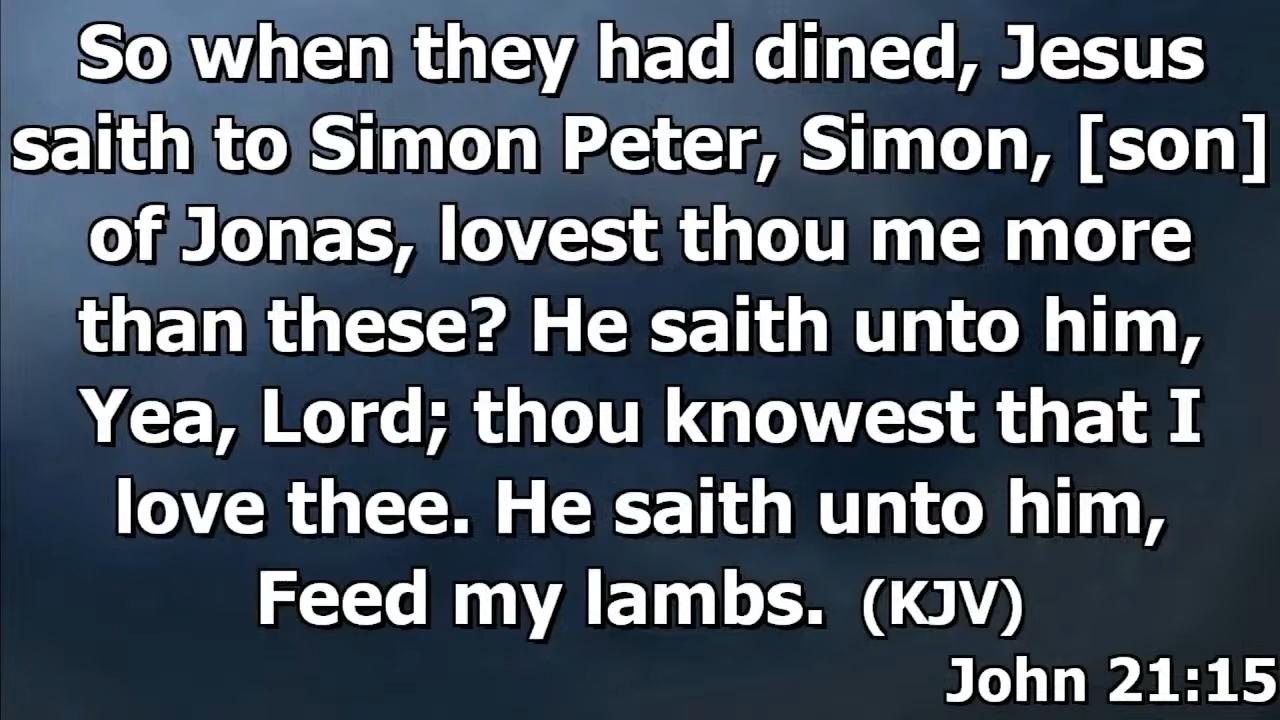 So when they had dined, Jesus
saith to Simon Peter, Simon, [son]
of Jonas, lovest thou me more
than these? He saith unto him,
Yea, Lord; thou knowest that I
love thee. He saith unto him,
Feed my lambs. (KJV)
John 21:15